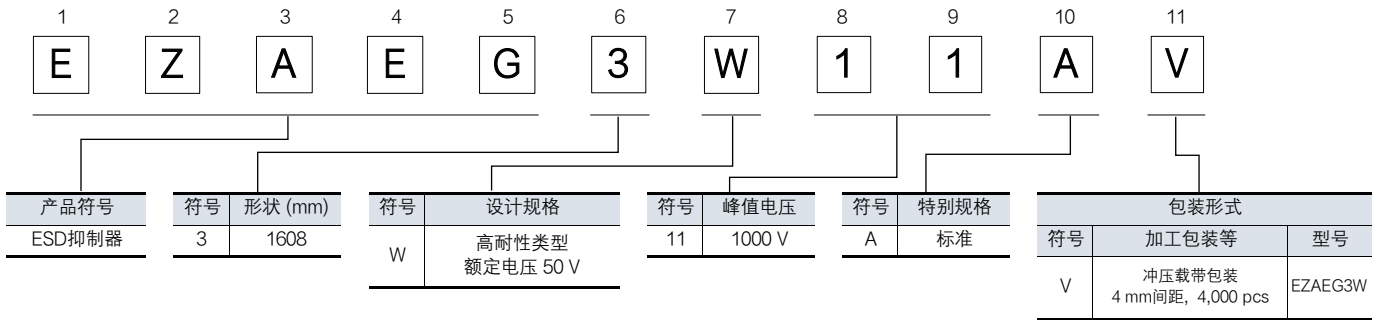 1 2 3 4 5 6 7 8 9 10 11
E Z A E G 3 W 1 1 A V
产品符号
ESD抑制器
符号 形状 (mm)
3 1608
符号 设计规格
W 高耐性类型
额定电压 50 V
符号 峰值电压
11 1000 V
符号 特别规格
A 标准
包装形式
符号 加工包装等 型号
V 冲压载带包装 EZAEG3W
4 mm间距, 4,000 pcs